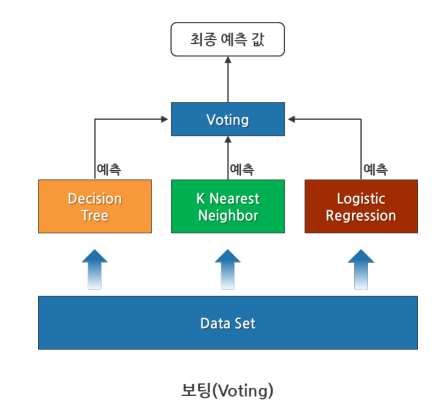 최종 예측 값
Voting
예측
예측
예측
Decision
Tree
K Nearest
Neighbor
Logistic
Regression
Data Set
보팅(Voting)